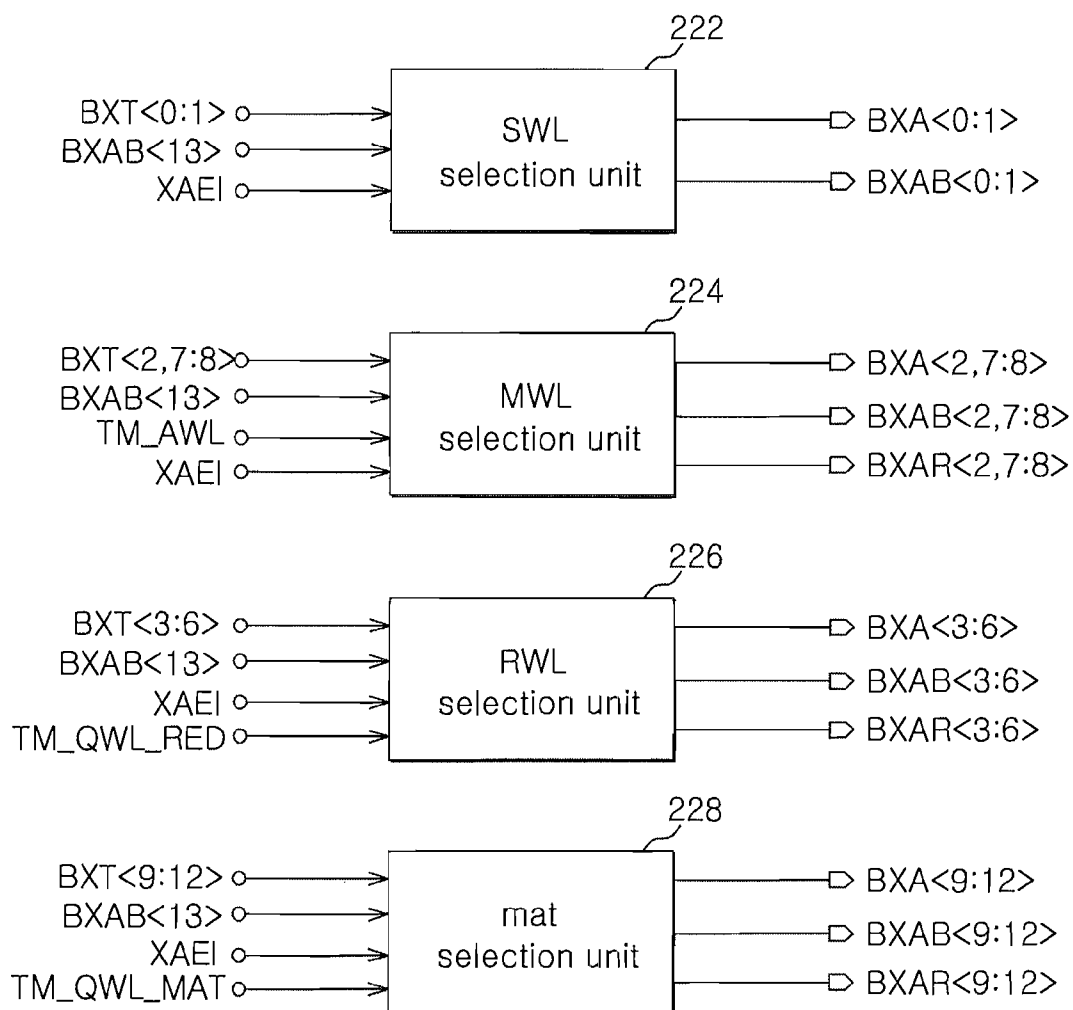 222
BXT<0:1>
BXAB<13>
XAEI
SWL
selection unit
BXA<0:1>
BXAB<0:1>
224
BXT<2,7:8>
BXAB<13>
TM_AWL
XAEI
MWL
selection unit
BXA<2,7:8>
BXAB<2,7:8>
BXAR<2,7:8>
226
BXT<3:6>
BXAB<13>
XAEI
TM_QWL_RED
RWL
selection unit
BXA<3:6>
BXAB<3:6>
BXAR<3:6>
228
BXT<9:12>
BXAB<13>
XAEI
TM_QWL_MAT
mat
selection unit
BXA<9:12>
BXAB<9:12>
BXAR<9:12>